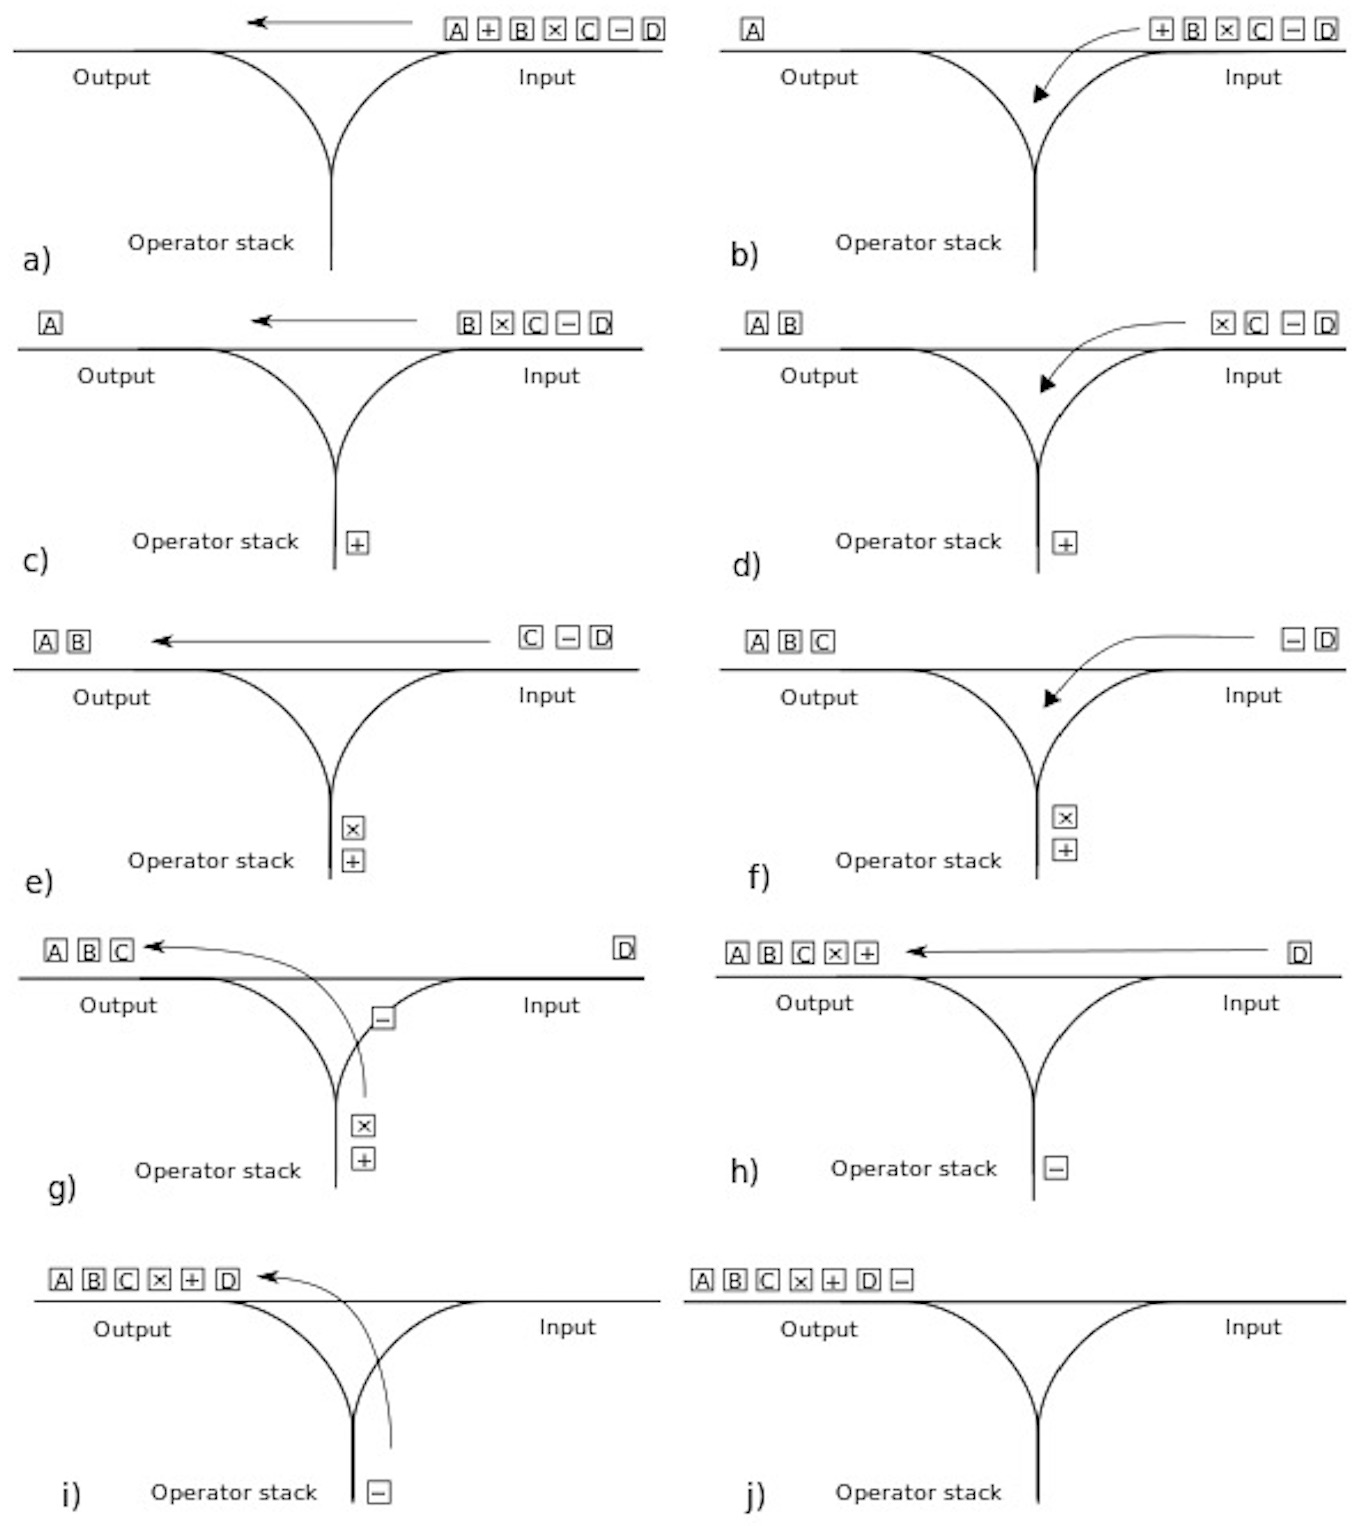 A + B × C − D
Output Input
Operator stack
a)
A + B × C − D
Output Input
Operator stack
b)
A B × C − D
Output Input
Operator stack +
c)
A B × C − D
Output Input
Operator stack +
d)
A B C − D
Output Input
×
Operator stack +
e)
A B C − D
Output Input
×
Operator stack +
f)
A B C D
Output Input
−
×
+
Operator stack
g)
A B C × + D
Output Input
Operator stack −
h)
A B C × + D
Output Input
Operator stack −
i)
A B C × + D −
Output Input
Operator stack
j)